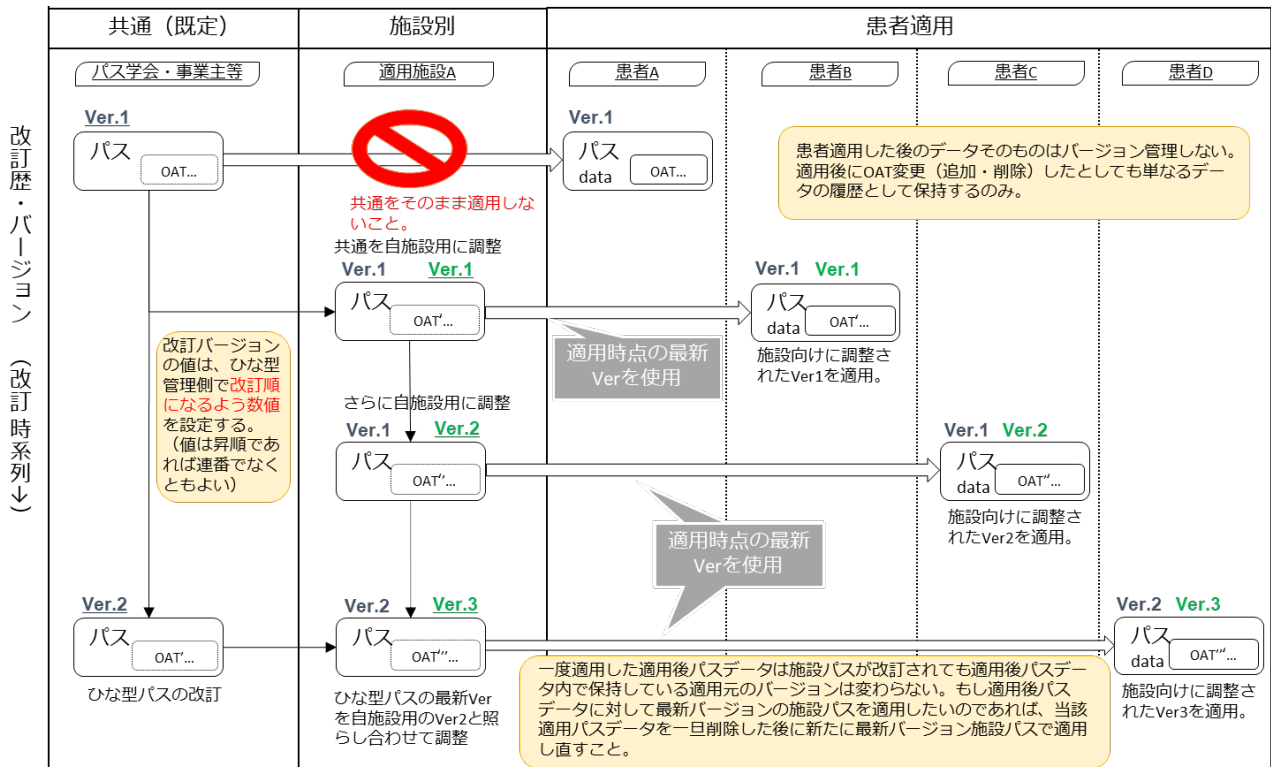 共通（既定）
施設別
患者適用
パス学会・事業主等
適用施設A
患者A
患者B
患者C
患者D
改訂歴・バージョン （改訂時系列↓）
Ver.1
パス
OAT...
共通をそのまま適用しな
いこと。
Ver.1
パス
data
OAT...
患者適用した後のデータそのものはバージョン管理しない。
適用後にOAT変更（追加・削除）したとしても単なるデー
タの履歴として保持するのみ。
共通を自施設用に調整
Ver.1 Ver.1
パス
OAT'...
適用時点の最新
Verを使用
Ver.1 Ver.1
パス
data
OAT'...
施設向けに調整さ
れたVer1を適用。
改訂バージョン
の値は、ひな型
管理側で改訂順
になるよう数値
を設定する。
（値は昇順であ
れば連番でなく
ともよい）
さらに自施設用に調整
Ver.1 Ver.2
パス
OAT''...
適用時点の最新
Verを使用
Ver.1 Ver.2
パス
data
OAT''...
施設向けに調整さ
れたVer2を適用。
Ver.2
パス
OAT'...
ひな型パスの改訂
Ver.2 Ver.3
パス
OAT'''...
ひな型パスの最新Ver
を自施設用のVer2と照
らし合わせて調整
一度適用した適用後パスデータは施設パスが改訂されても適用後パスデー
タ内で保持している適用元のバージョンは変わらない。もし適用後パス
データに対して最新バージョンの施設パスを適用したいのであれば、当該
適用パスデータを一旦削除した後に新たに最新バージョン施設パスで適用
し直すこと。
Ver.2 Ver.3
パス
data
OAT'''...
施設向けに調整さ
れたVer3を適用。